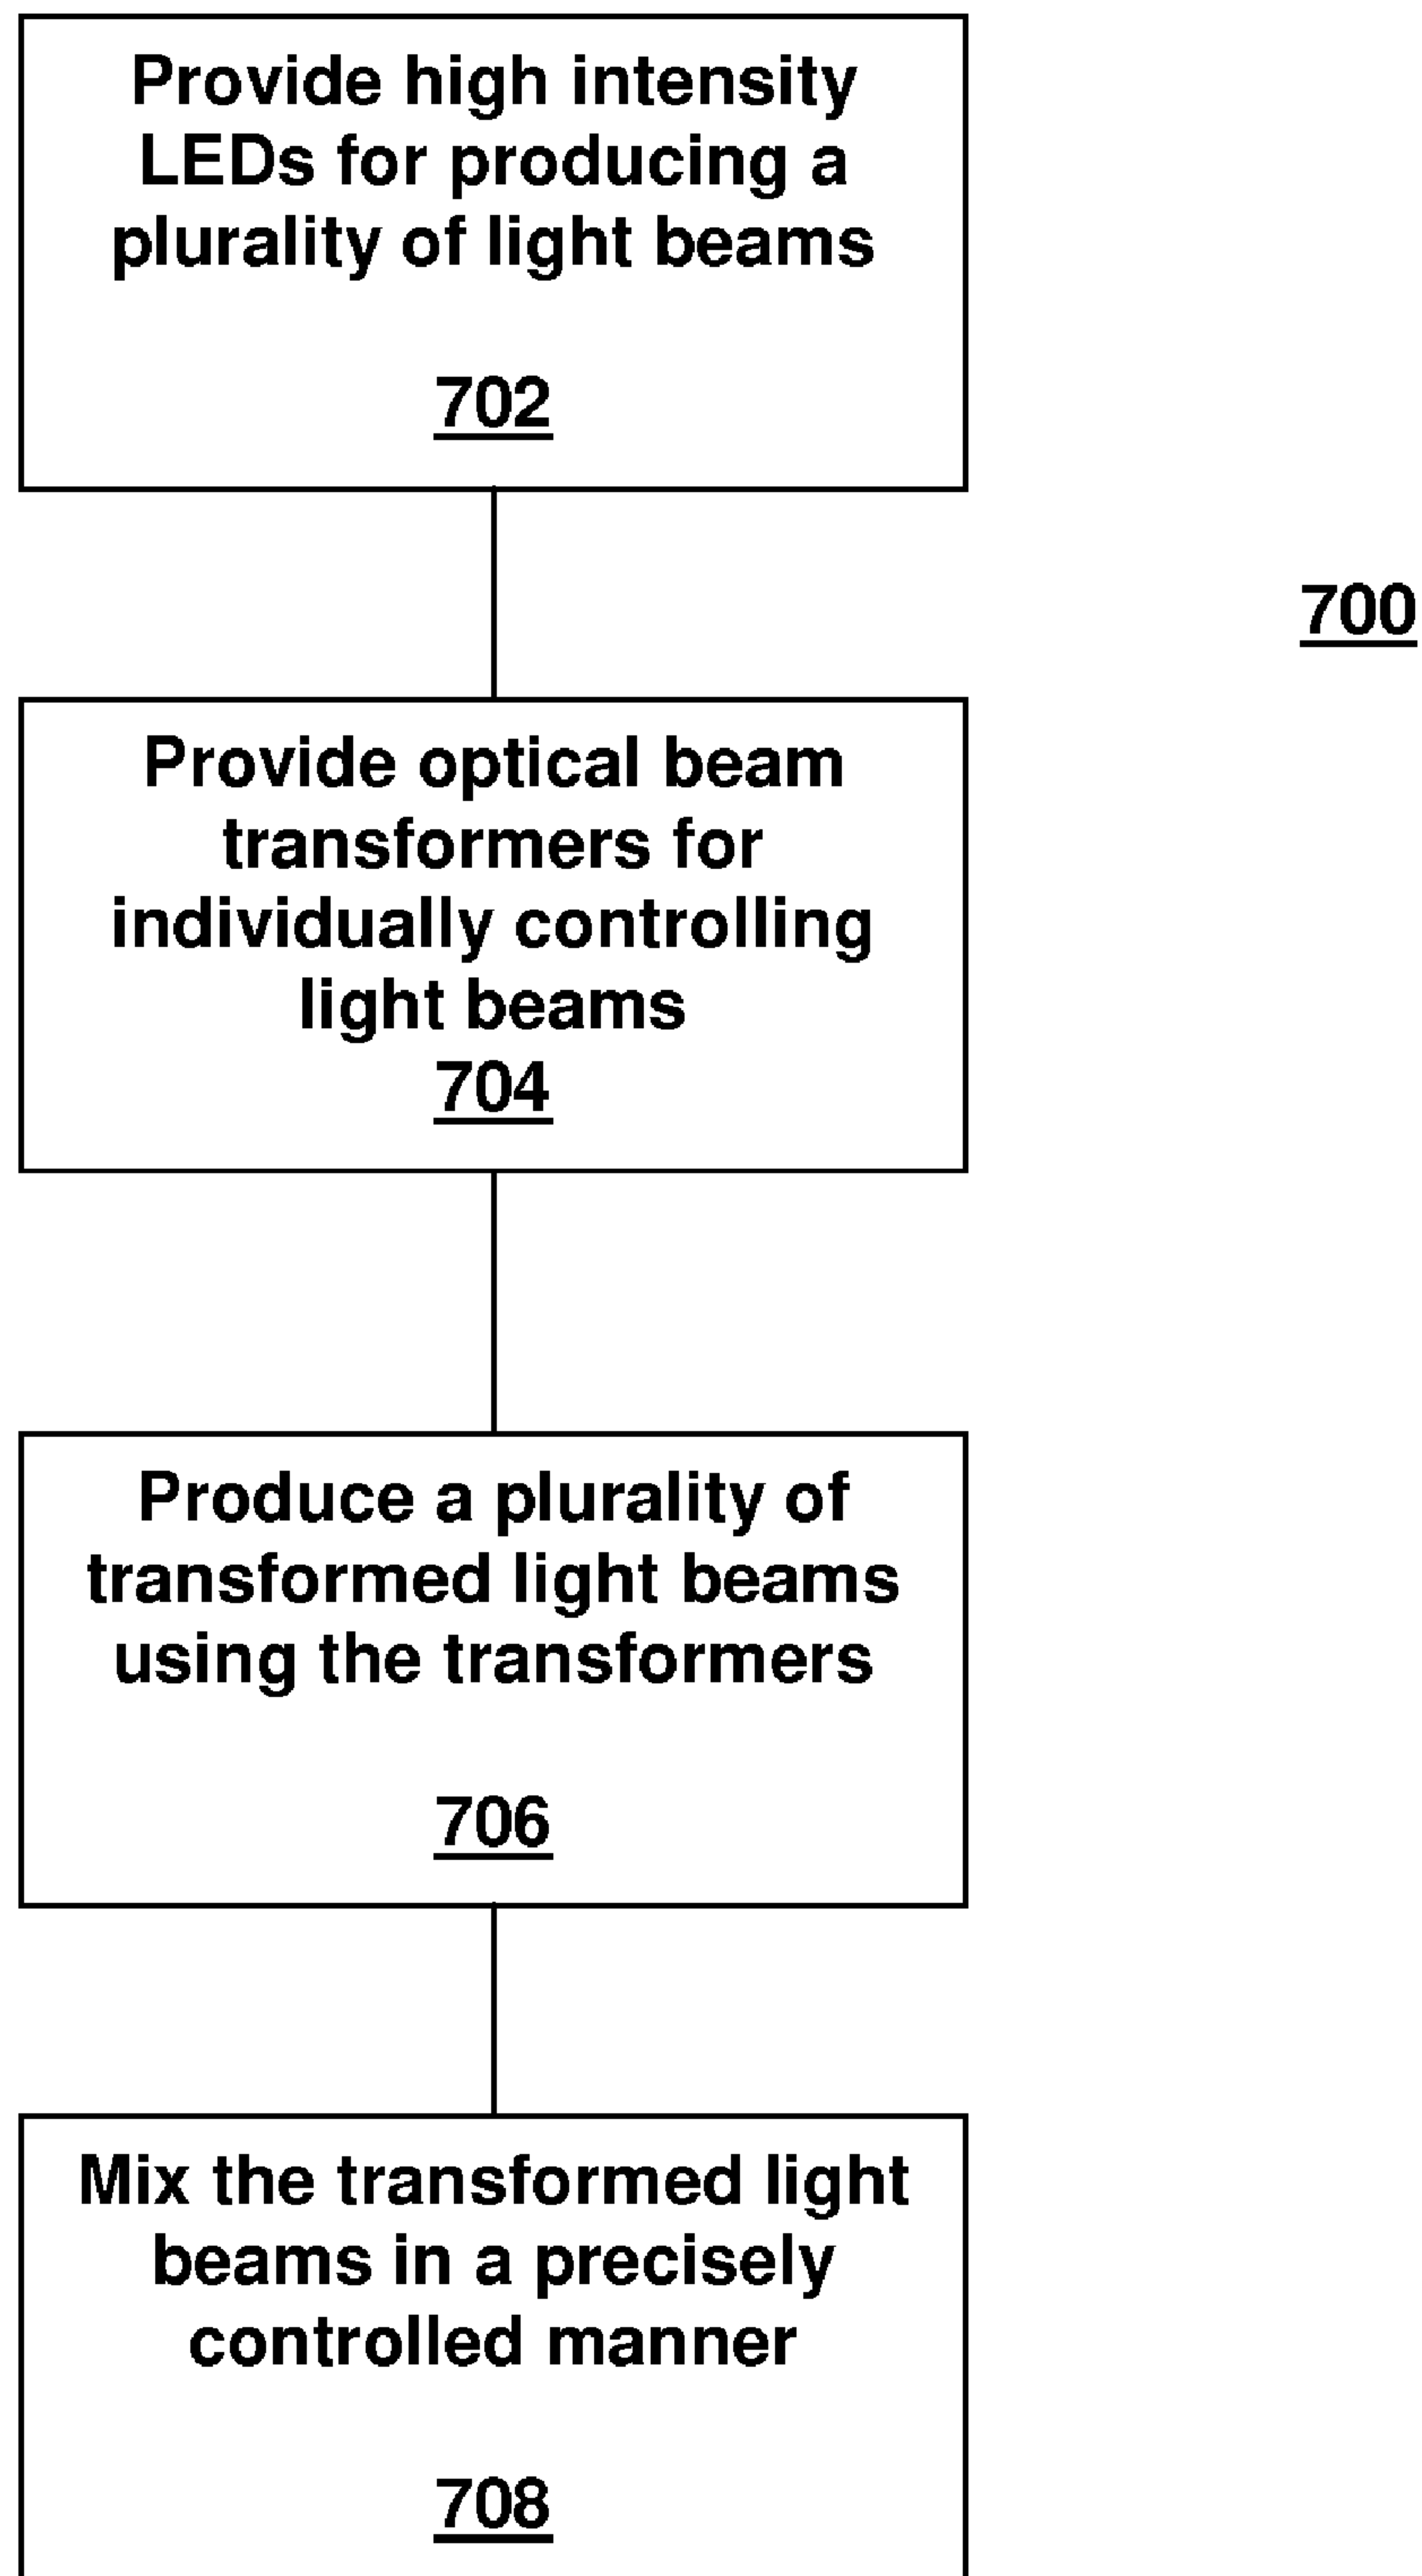 Provide high intensity
LEDs for producing a
plurality of light beams
702
700
Provide optical beam
transformers for
individually controlling
light beams
704
Produce a plurality of
transformed light beams
using the transformers
706
Mix the transformed light
beams in a precisely
controlled manner
708